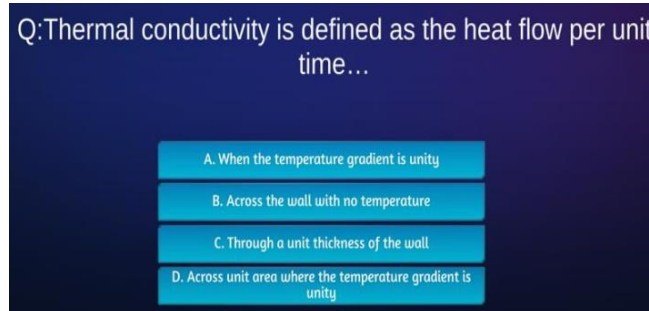 Q:Thermal conductivity is defined as the heat flow per unit
time...
A. When the temperature gradient is unity
B. Across the wall with no temperature
C. Through a unit thickness of the wall
D. Across unit area where the temperature gradient is
unity